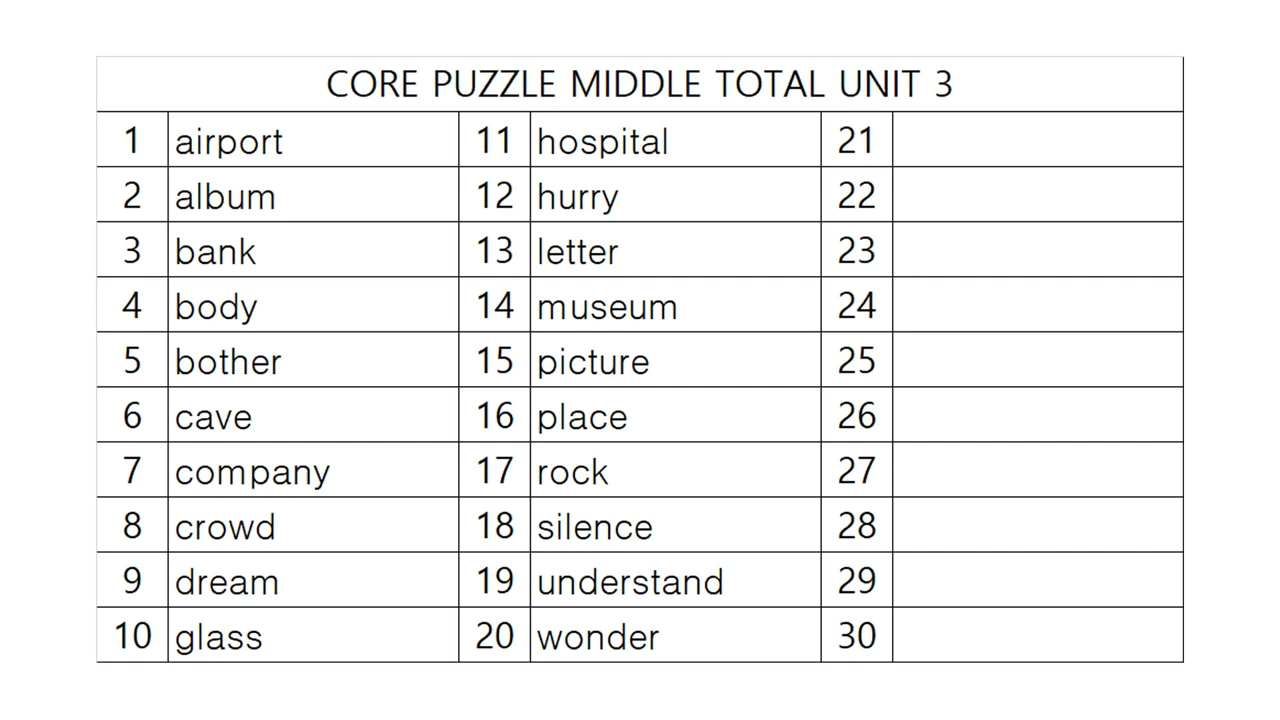 CORE PUZZLE MIDDLE TOTAL UNIT 3
1 airport 11 hospital 21
2 album 12 hurry 22
3 bank 13 letter 23
4 body 14 museum 24
5 bother 15 picture 25
6 cave 16 place 26
7 company 17 rock 27
8 crowd 18 silence 28
9 dream 19 understand 29
10 glass 20 wonder 30